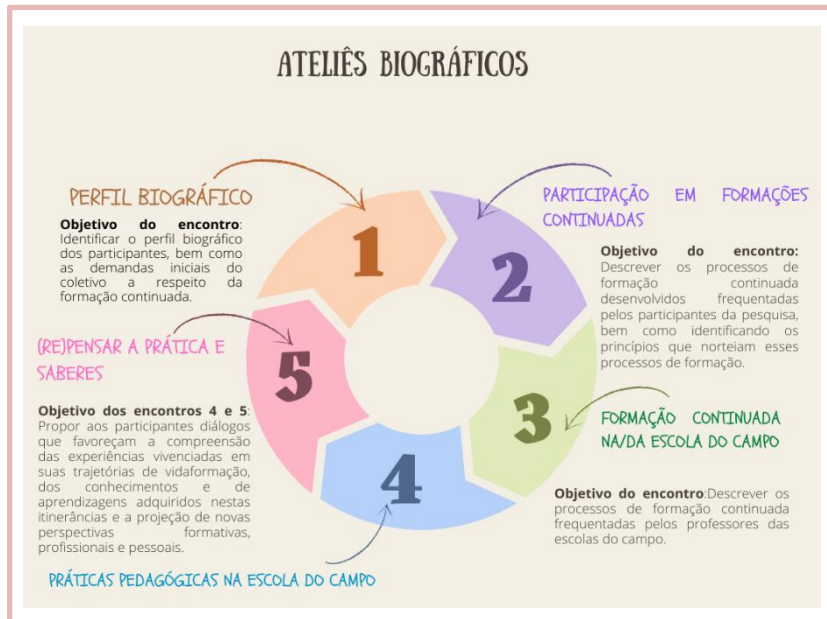 ATELIÊS BIOGRÁFICOS
PERFIL BIOGRÁFICO
Objetivo do encontro:
Identificar o perfil biográfico
dos participantes, bem como
as demandas iniciais do
coletivo a respeito da
formação continuada.
1
PARTICIPAÇÃO EM FORMAÇÕES
CONTINUADAS
Objetivo do encontro:
Descrever os processos de
formação continuada
desenvolvidos frequentadas
pelos participantes da pesquisa,
bem como identificando os
princípios que norteiam esses
processos de formação.
2
FORMAÇÃO CONTINUADA
NA/DA ESCOLA DO CAMPO
Objetivo do encontro:Descrever os
processos de formação continuada
frequentadas pelos professores das
escolas do campo.
3
4
PRÁTICAS PEDAGÓGICAS NA ESCOLA DO CAMPO
(RE)PENSAR A PRÁTICA E
SABERES
5
Objetivo dos encontros 4 e 5:
Propor aos participantes diálogos
que favoreçam a compreensão
das experiências vivenciadas em
suas trajetórias de vidaformação,
dos conhecimentos e de
aprendizagens adquiridos nestas
itinerâncias e a projeção de novas
perspectivas formativas,
profissionais e pessoais.